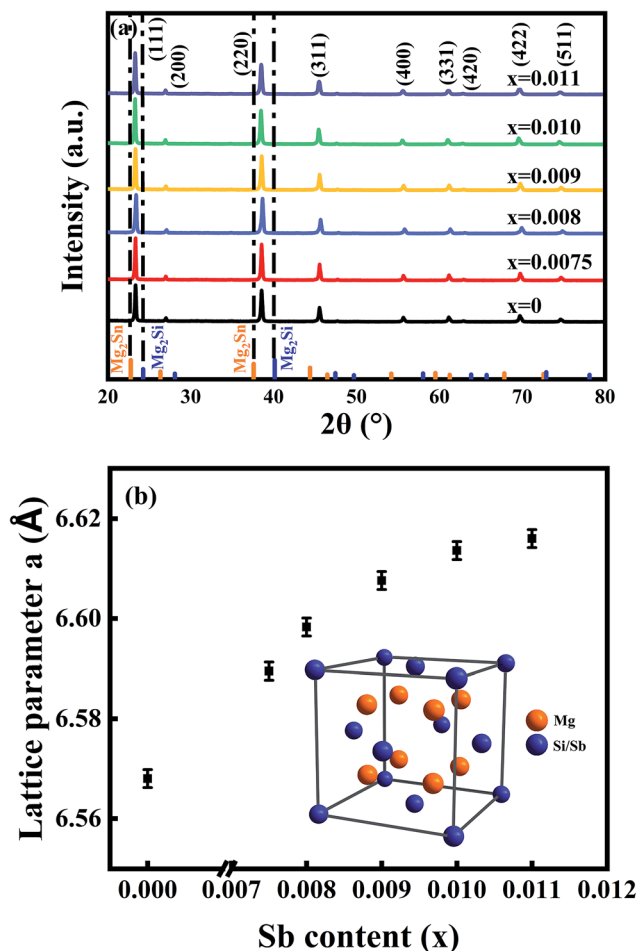 (a)
(111)
(200)
(220)
(311)
(400)
(331)
(420)
(422)
(511)
x=0.011
x=0.010
x=0.009
x=0.008
x=0.0075
x=0
Intensity (a.u.)
Mg₂Sn
Mg₂Si
Mg₂Sn
Mg₂Si
20 30 40 50 60 70 80
2θ (°)
(b)
Lattice parameter a (Å)
6.62
6.60
6.58
6.56
Mg
Si/Sb
0.000 0.007 0.008 0.009 0.010 0.011 0.012
Sb content (x)